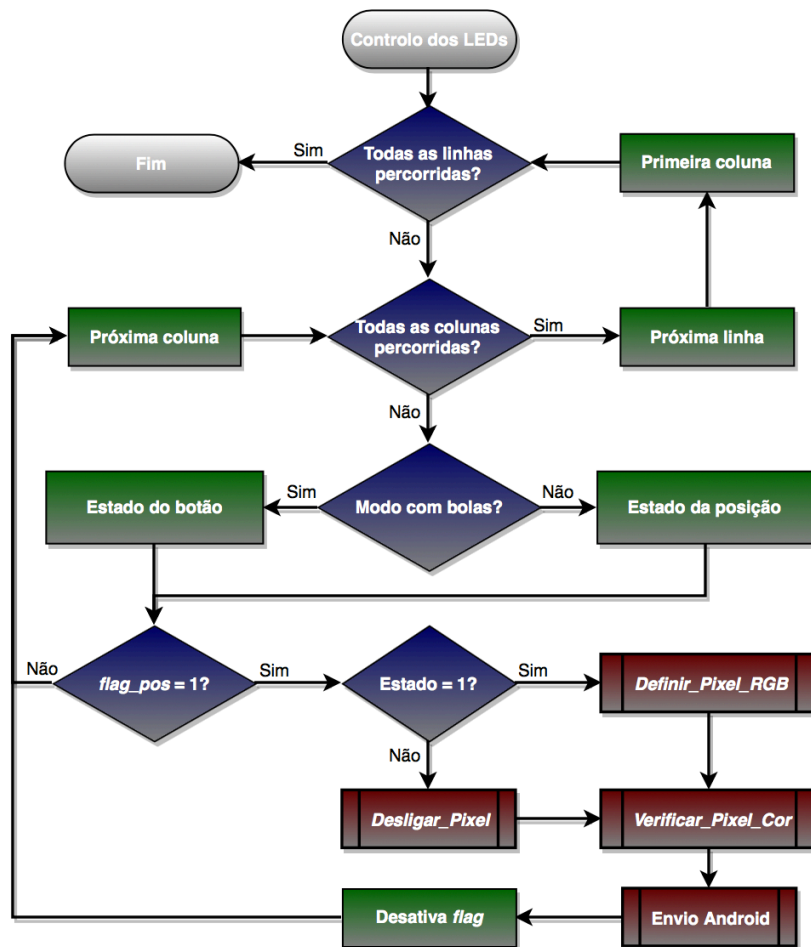 Controlo dos LEDs
Todas as linhas
percorridas?
Sim
Fim
Primeira coluna
Não
Próxima coluna
Todas as colunas
percorridas?
Sim
Próxima linha
Não
Estado do botão
Sim
Modo com bolas?
Não
Estado da posição
Não
flag_pos = 1?
Sim
Estado = 1?
Sim
Definir_Pixel_RGB
Não
Desligar_Pixel
Verificar_Pixel_Cor
Desativa flag
Envio Android